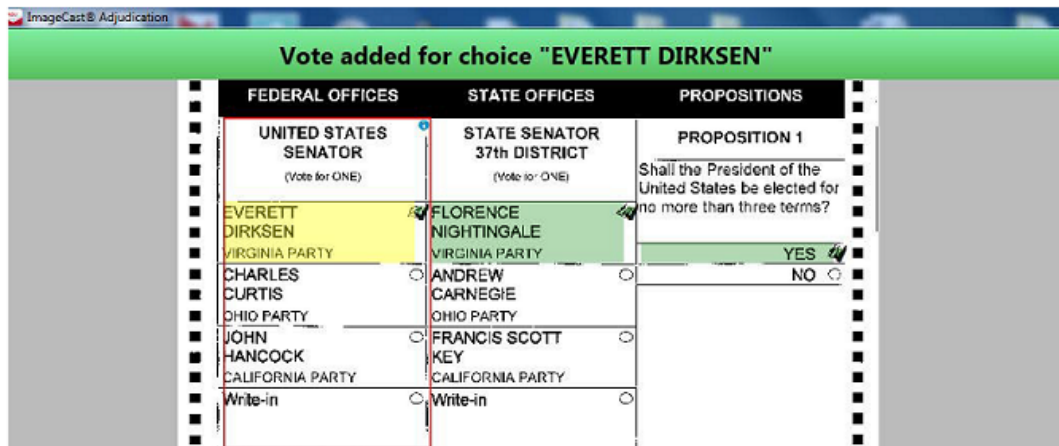 ImageCast® Adjudication
Vote added for choice "EVERETT DIRKSEN"
FEDERAL OFFICES
UNITED STATES
SENATOR
(Vote for ONE)
EVERETT
DIRKSEN
VIRGINIA PARTY
CHARLES
CURTIS
OHIO PARTY
JOHN
HANCOCK
CALIFORNIA PARTY
Write-in
STATE OFFICES
STATE SENATOR
37th DISTRICT
(Vote for ONE)
FLORENCE
NIGHTINGALE
VIRGINIA PARTY
ANDREW
CARNEGIE
OHIO PARTY
FRANCIS SCOTT
KEY
CALIFORNIA PARTY
Write-in
PROPOSITIONS
PROPOSITION 1
Shall the President of the
United States be elected for
no more than three terms?
YES
NO